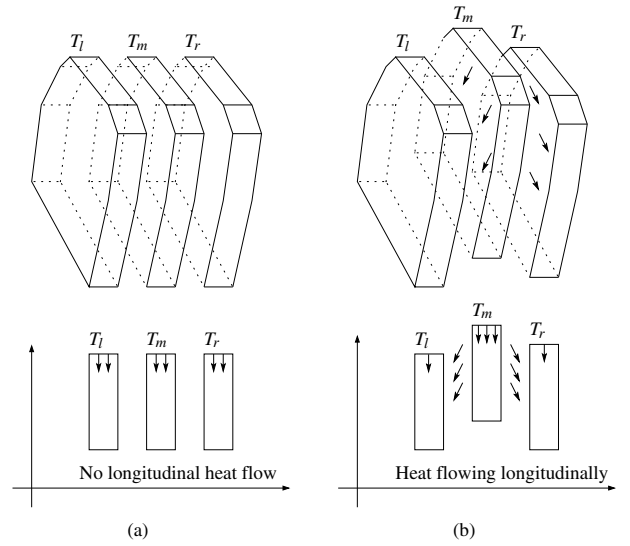 T_l T_m T_r
T_l T_m T_r
T_l T_m T_r
T_l T_m T_r
No longitudinal heat flow
Heat flowing longitudinally
(a)
(b)